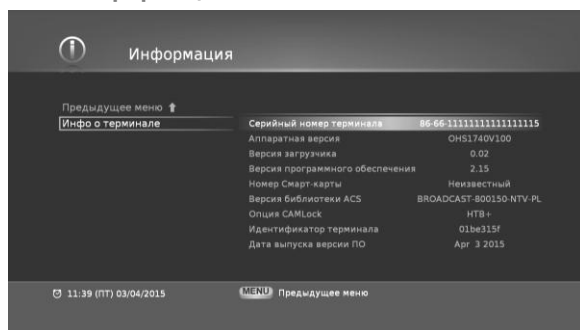 Информация
Предыдущее меню
Инфо о терминале
Серийный номер терминала 86-66-11111111111111115
Аппаратная версия OHS1740V100
Версия загрузчика 0.02
Версия программного обеспечения 2.15
Номер Смарт-карты Неизвестный
Версия библиотеки ACS BROADCAST-800150-NTV-PL
Опция CAMLock НТВ+
Идентификатор терминала 01be315f
Дата выпуска версии ПО Apr 3 2015
11:39 (ПТ) 03/04/2015 MENU Предыдущее меню